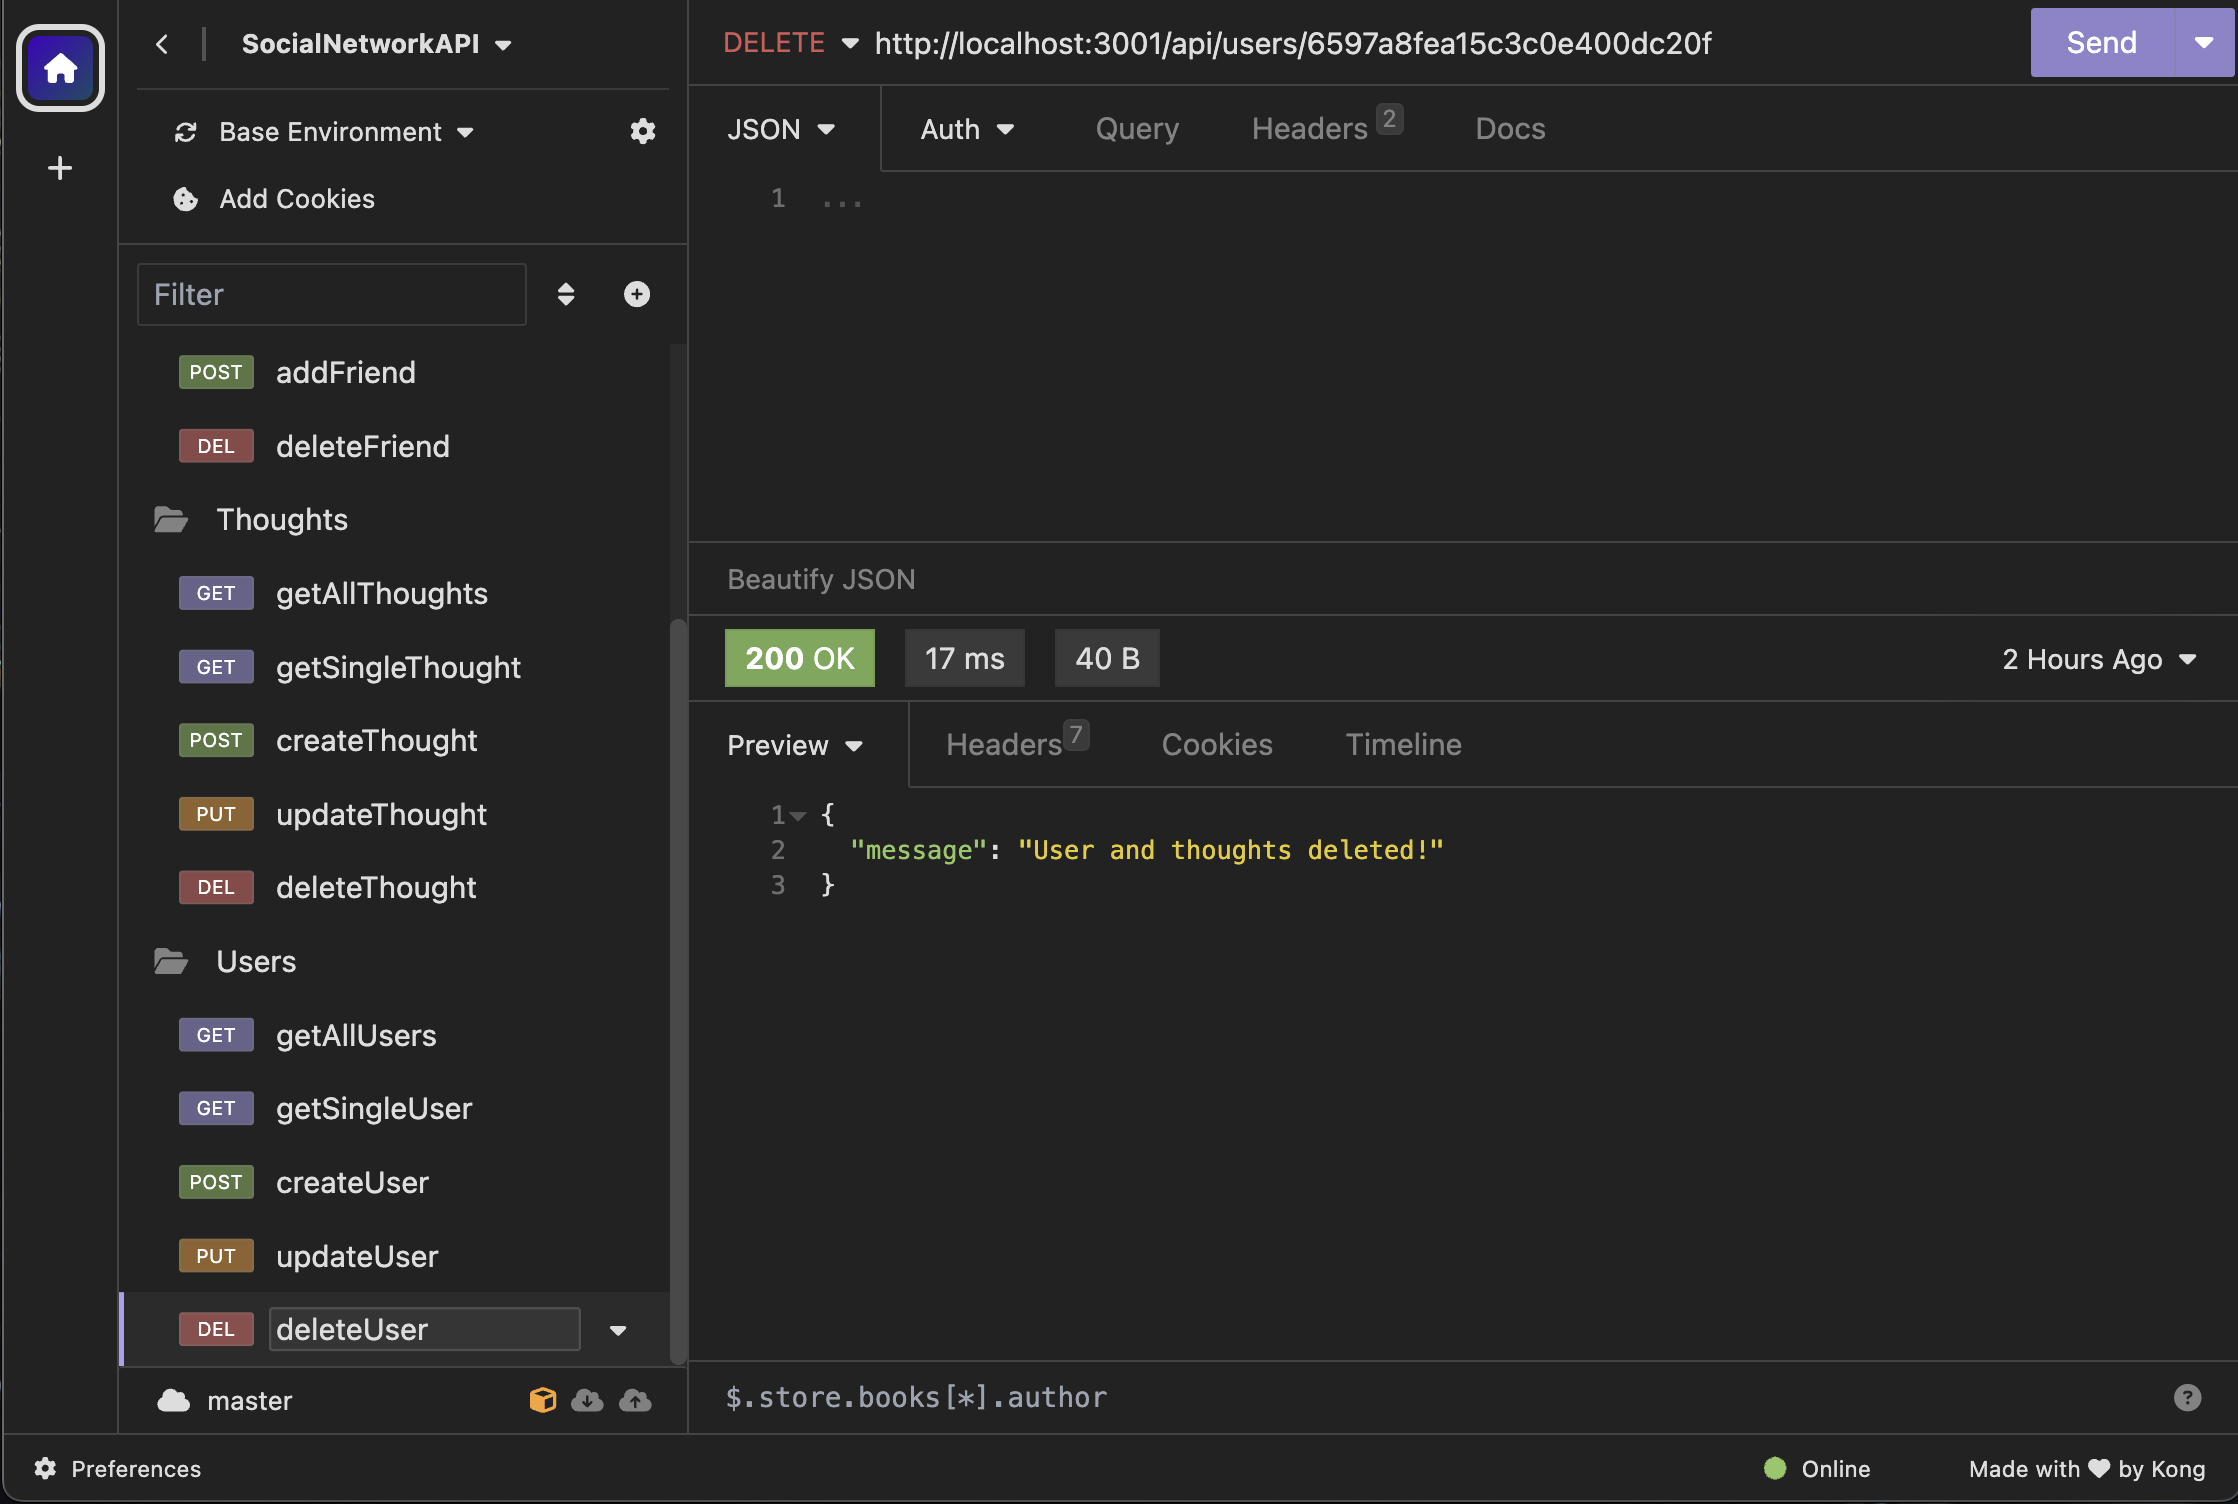 SocialNetworkAPI
Base Environment
Add Cookies
Filter
POST addFriend
DEL deleteFriend
Thoughts
GET getAllThoughts
GET getSingleThought
POST createThought
PUT updateThought
DEL deleteThought
Users
GET getAllUsers
GET getSingleUser
POST createUser
PUT updateUser
DEL deleteUser
master
DELETE http://localhost:3001/api/users/6597a8fea15c3c0e400dc20f Send
JSON Auth Query Headers 2 Docs
1 ...
Beautify JSON
200 OK 17 ms 40 B 2 Hours Ago
Preview Headers 7 Cookies Timeline
1 {
2 "message": "User and thoughts deleted!"
3 }
$.store.books[*].author ?
Preferences Online Made with ♥ by Kong